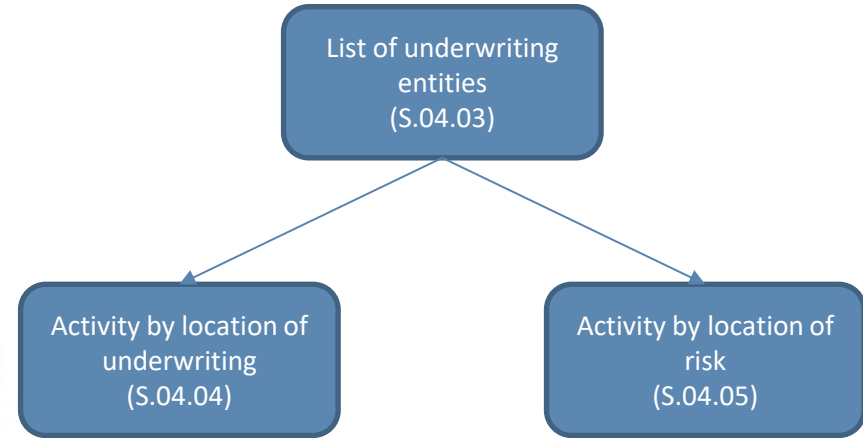 List of underwriting
entities
(S.04.03)
Activity by location of
underwriting
(S.04.04)
Activity by location of
risk
(S.04.05)